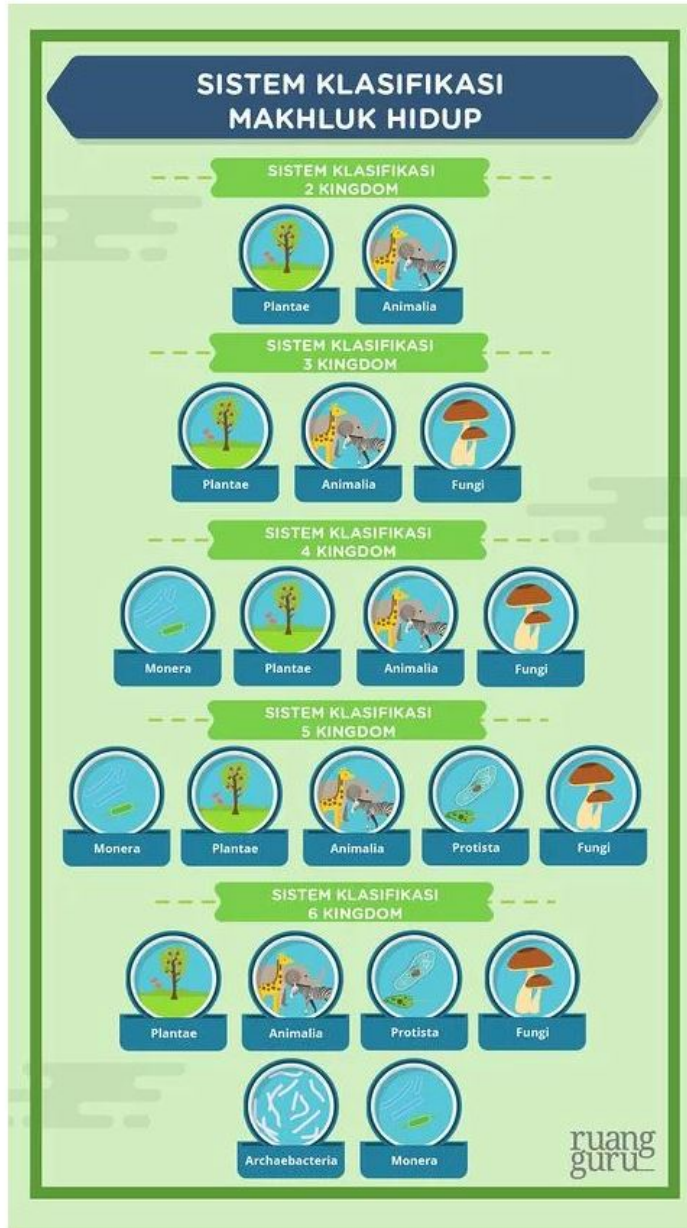 SISTEM KLASIFIKASI
MAKHLUK HIDUP
SISTEM KLASIFIKASI
2 KINGDOM
Plantae
Animalia
SISTEM KLASIFIKASI
3 KINGDOM
Plantae
Animalia
Fungi
SISTEM KLASIFIKASI
4 KINGDOM
Monera
Plantae
Animalia
Fungi
SISTEM KLASIFIKASI
5 KINGDOM
Monera
Plantae
Animalia
Protista
Fungi
SISTEM KLASIFIKASI
6 KINGDOM
Plantae
Animalia
Protista
Fungi
Archaebacteria
Monera
ruang
guru